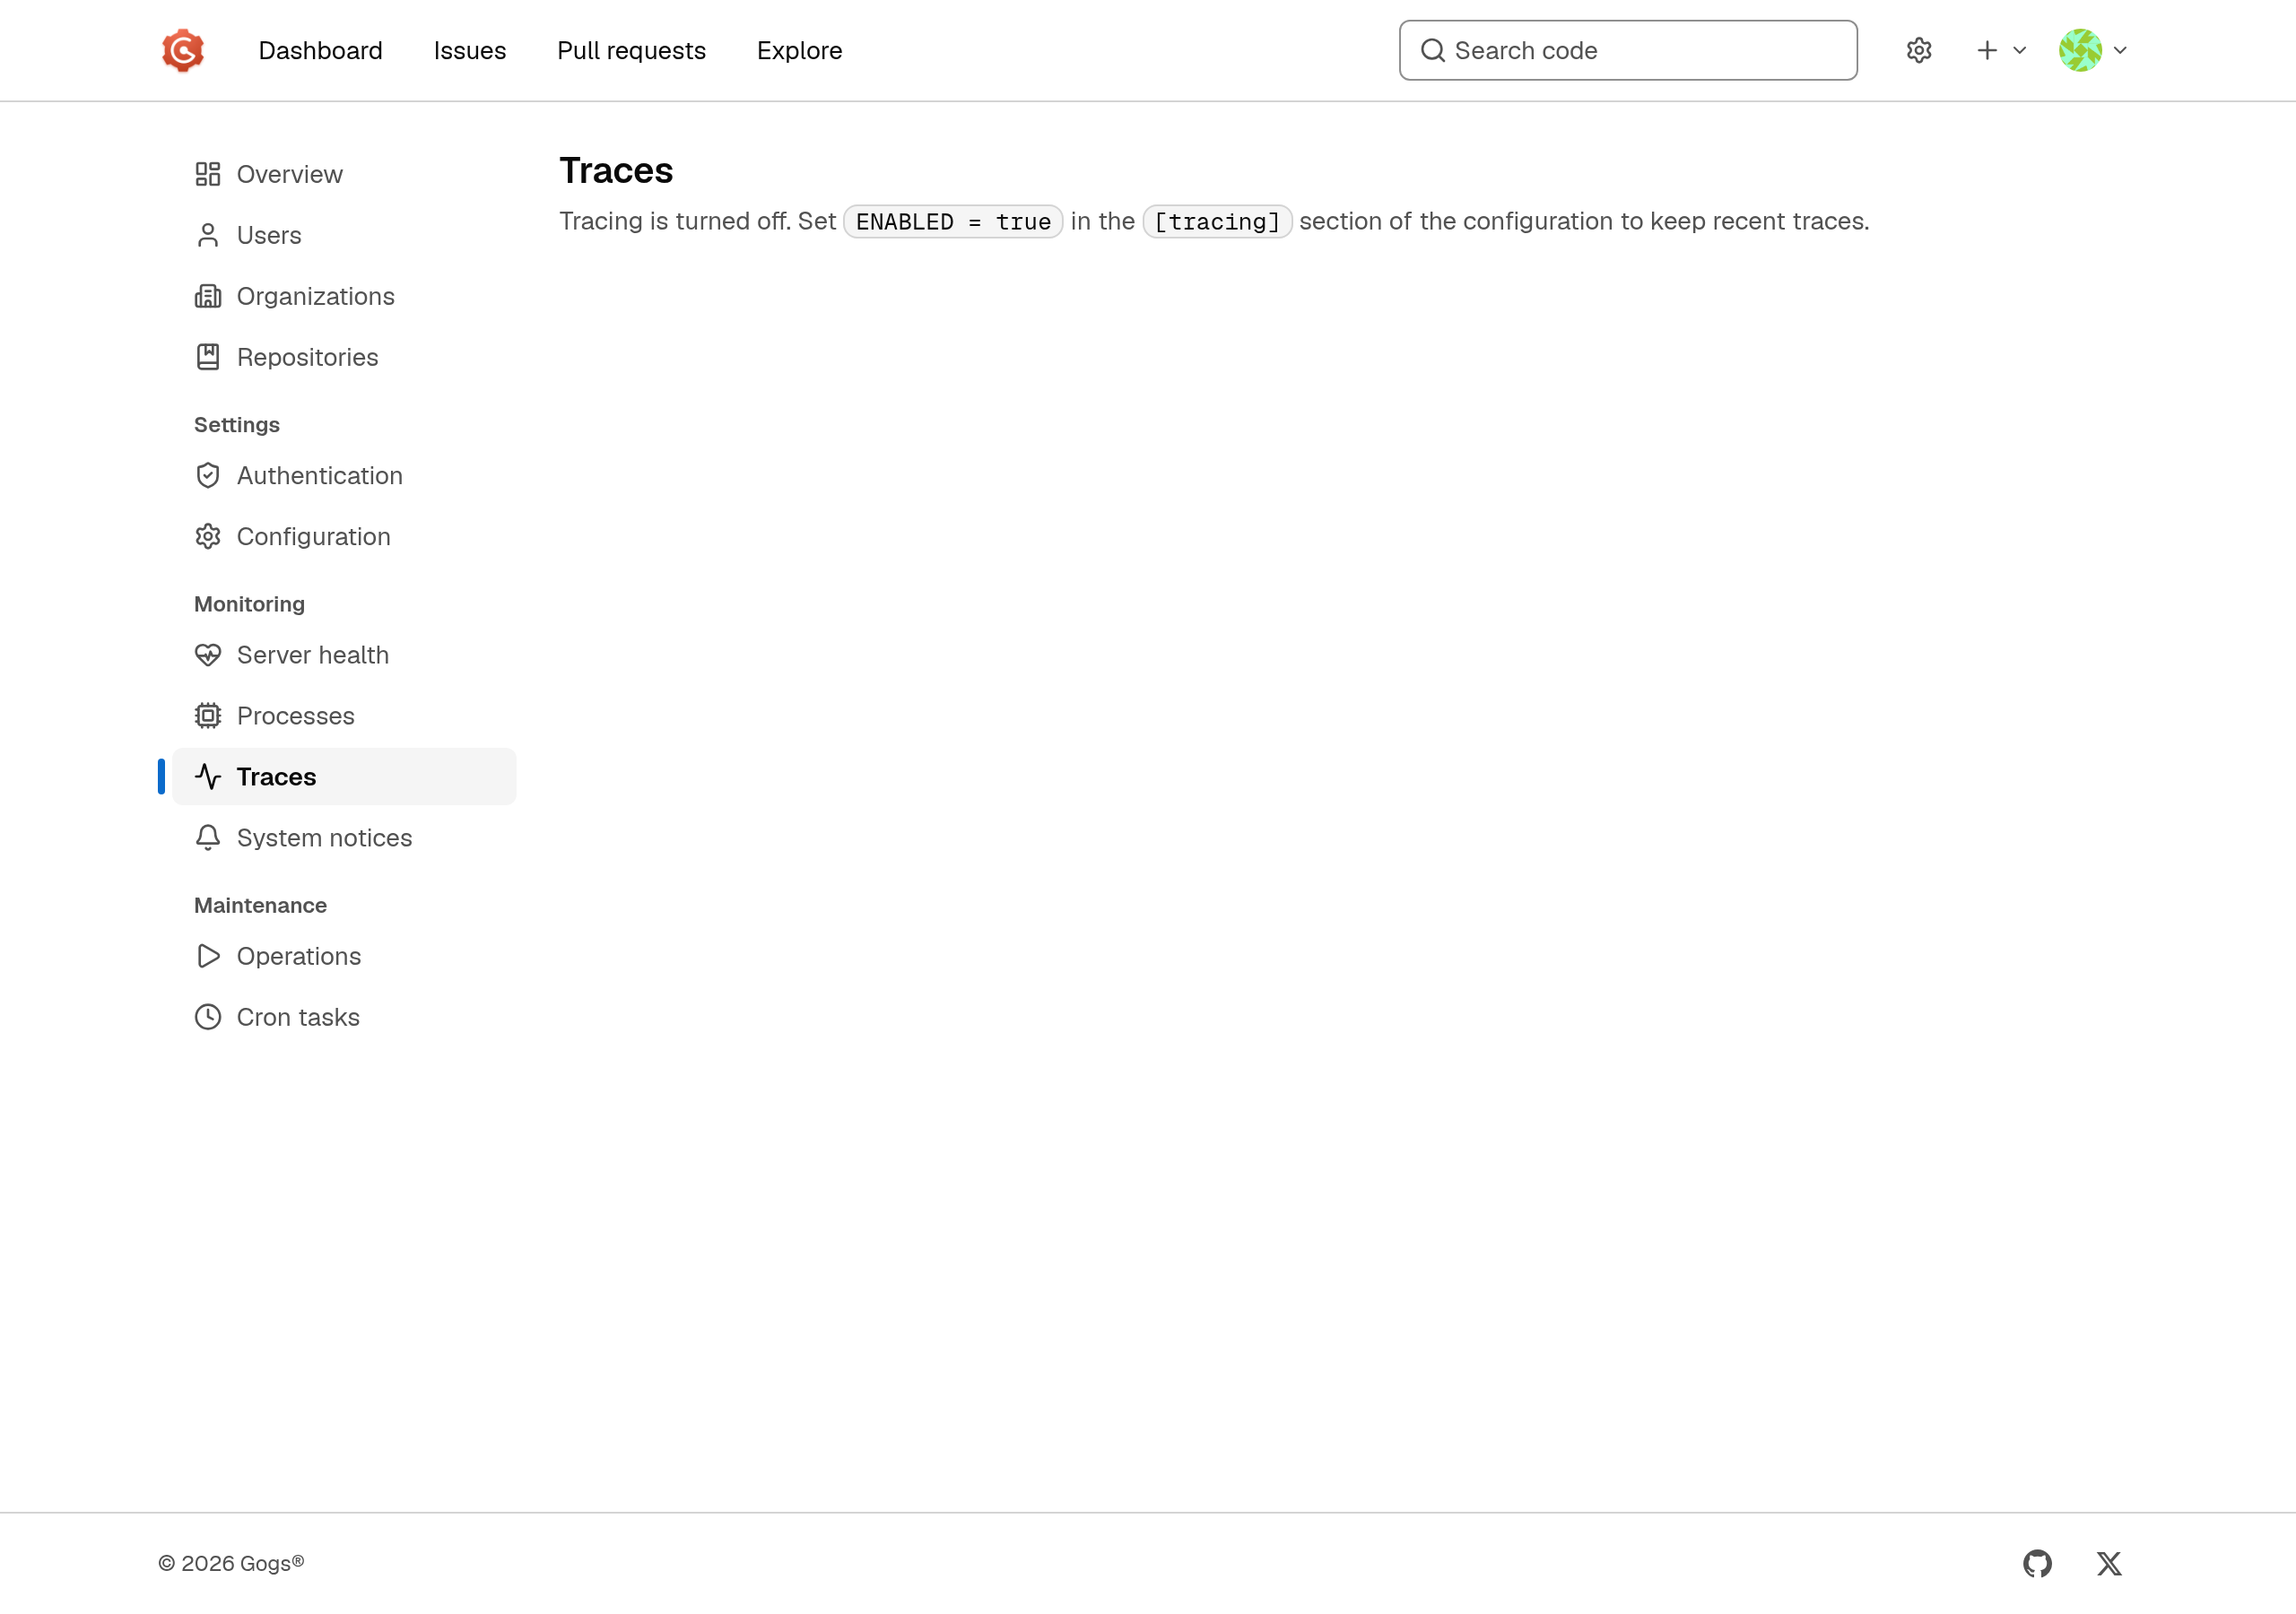 Dashboard
Issues
Pull requests
Explore
Search code
Overview
Users
Organizations
Repositories
Settings
Authentication
Configuration
Monitoring
Server health
Processes
Traces
System notices
Maintenance
Operations
Cron tasks
Traces
Tracing is turned off. Set ENABLED = true in the [tracing] section of the configuration to keep recent traces.
© 2026 Gogs®